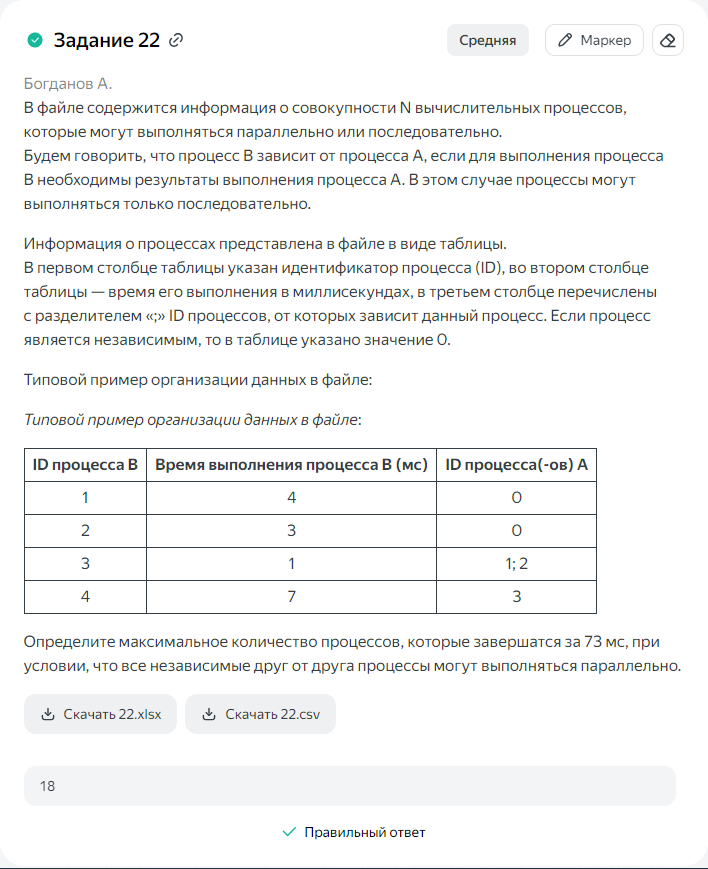 Задание 22
Средняя
Маркер
Богданов А.
В файле содержится информация о совокупности N вычислительных процессов,
которые могут выполняться параллельно или последовательно.
Будем говорить, что процесс B зависит от процесса A, если для выполнения процесса
B необходимы результаты выполнения процесса A. В этом случае процессы могут
выполняться только последовательно.
Информация о процессах представлена в файле в виде таблицы.
В первом столбце таблицы указан идентификатор процесса (ID), во втором столбце
таблицы — время его выполнения в миллисекундах, в третьем столбце перечислены
с разделителем «;» ID процессов, от которых зависит данный процесс. Если процесс
является независимым, то в таблице указано значение 0.
Типовой пример организации данных в файле:
Типовой пример организации данных в файле:
ID процесса B Время выполнения процесса B (мс) ID процесса(-ов) A
1 4 0
2 3 0
3 1 1; 2
4 7 3
Определите максимальное количество процессов, которые завершатся за 73 мс, при
условии, что все независимые друг от друга процессы могут выполняться параллельно.
Скачать 22.xlsx
Скачать 22.csv
18
Правильный ответ